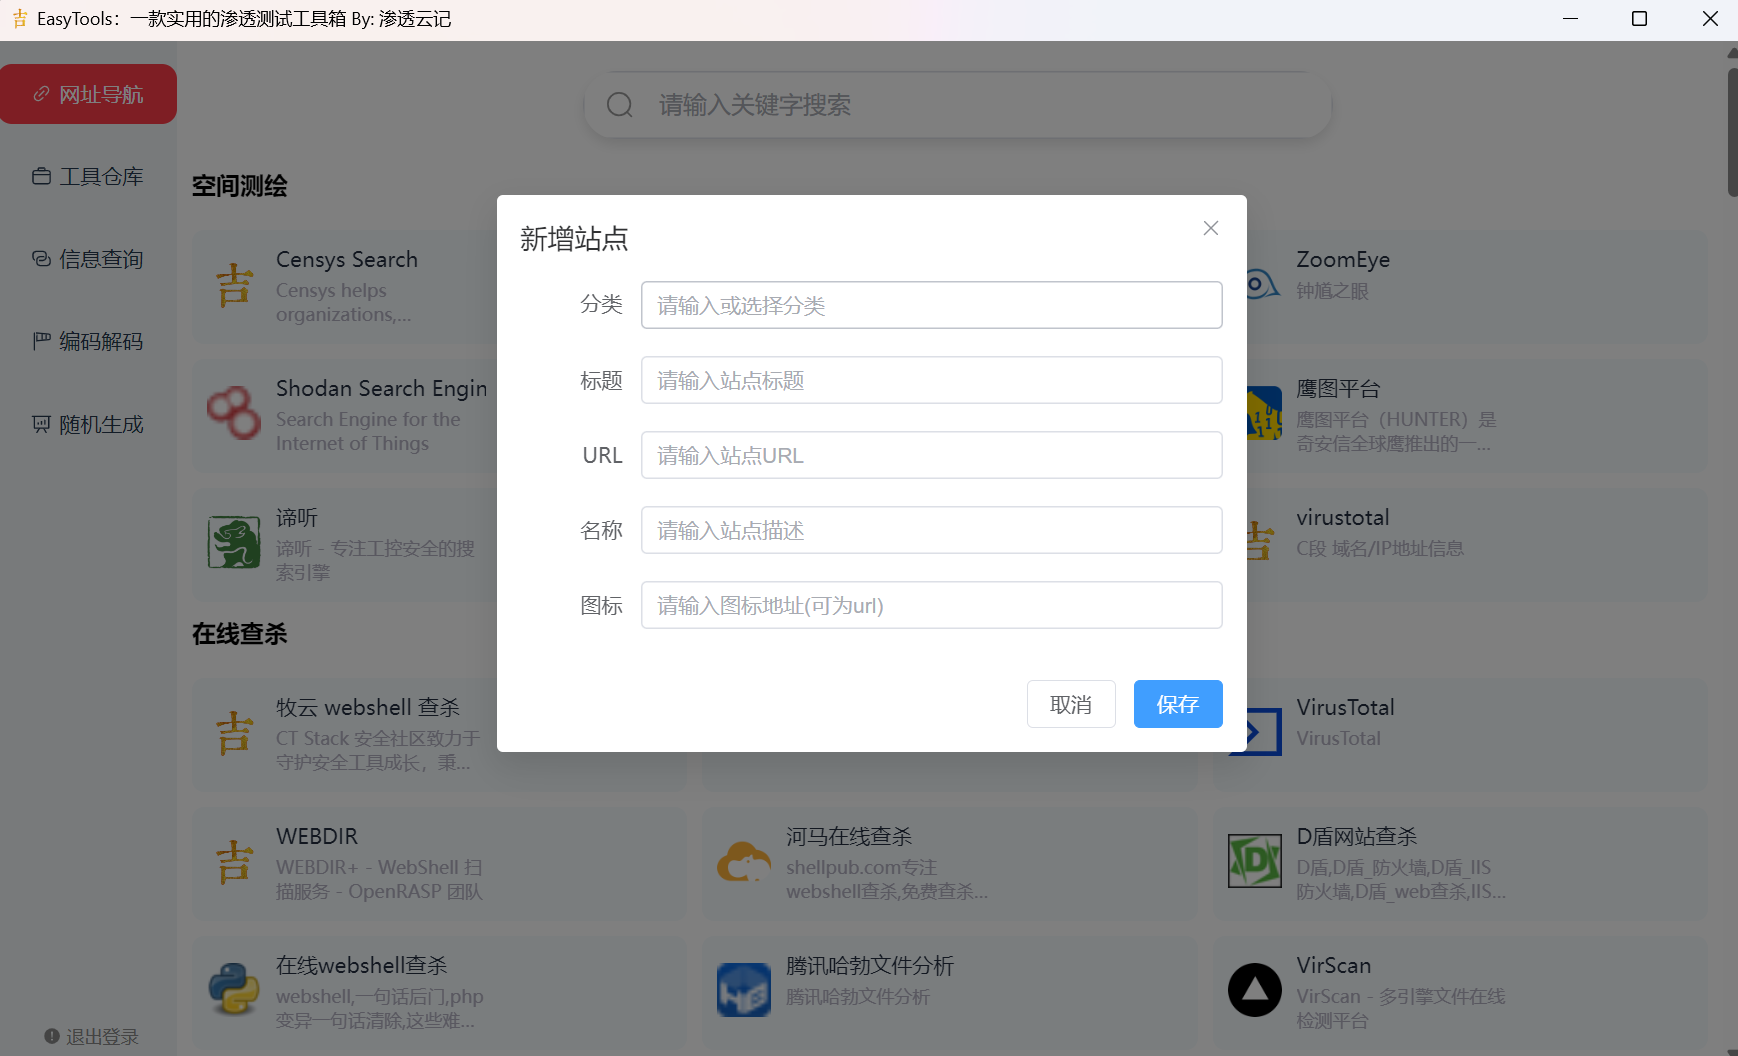 EasyTools：一款实用的渗透测试工具箱 By: 渗透云记
网址导航
工具仓库
信息查询
编码解码
随机生成
退出登录
请输入关键字搜索
空间测绘
Censys Search
Censys helps
organizations,...
ZoomEye
钟馗之眼
Shodan Search Engin
Search Engine for the
Internet of Things
鹰图平台
鹰图平台（HUNTER）是
奇安信全球鹰推出的一...
谛听
谛听 - 专注工控安全的搜
索引擎
virustotal
C段 域名/IP地址信息
新增站点
分类
请输入或选择分类
标题
请输入站点标题
URL
请输入站点URL
名称
请输入站点描述
图标
请输入图标地址(可为url)
取消
保存
在线查杀
牧云 webshell 查杀
CT Stack 安全社区致力于
守护安全工具成长，秉...
VirusTotal
VirusTotal
WEBDIR
WEBDIR+ - WebShell 扫
描服务 - OpenRASP 团队
河马在线查杀
shellpub.com专注
webshell查杀,免费查杀...
D盾网站查杀
D盾,D盾_防火墙,D盾_IIS
防火墙,D盾_web查杀,IIS...
在线webshell查杀
webshell,一句话后门,php
变异一句话清除,这些难...
腾讯哈勃文件分析
腾讯哈勃文件分析
VirScan
VirScan - 多引擎文件在线
检测平台